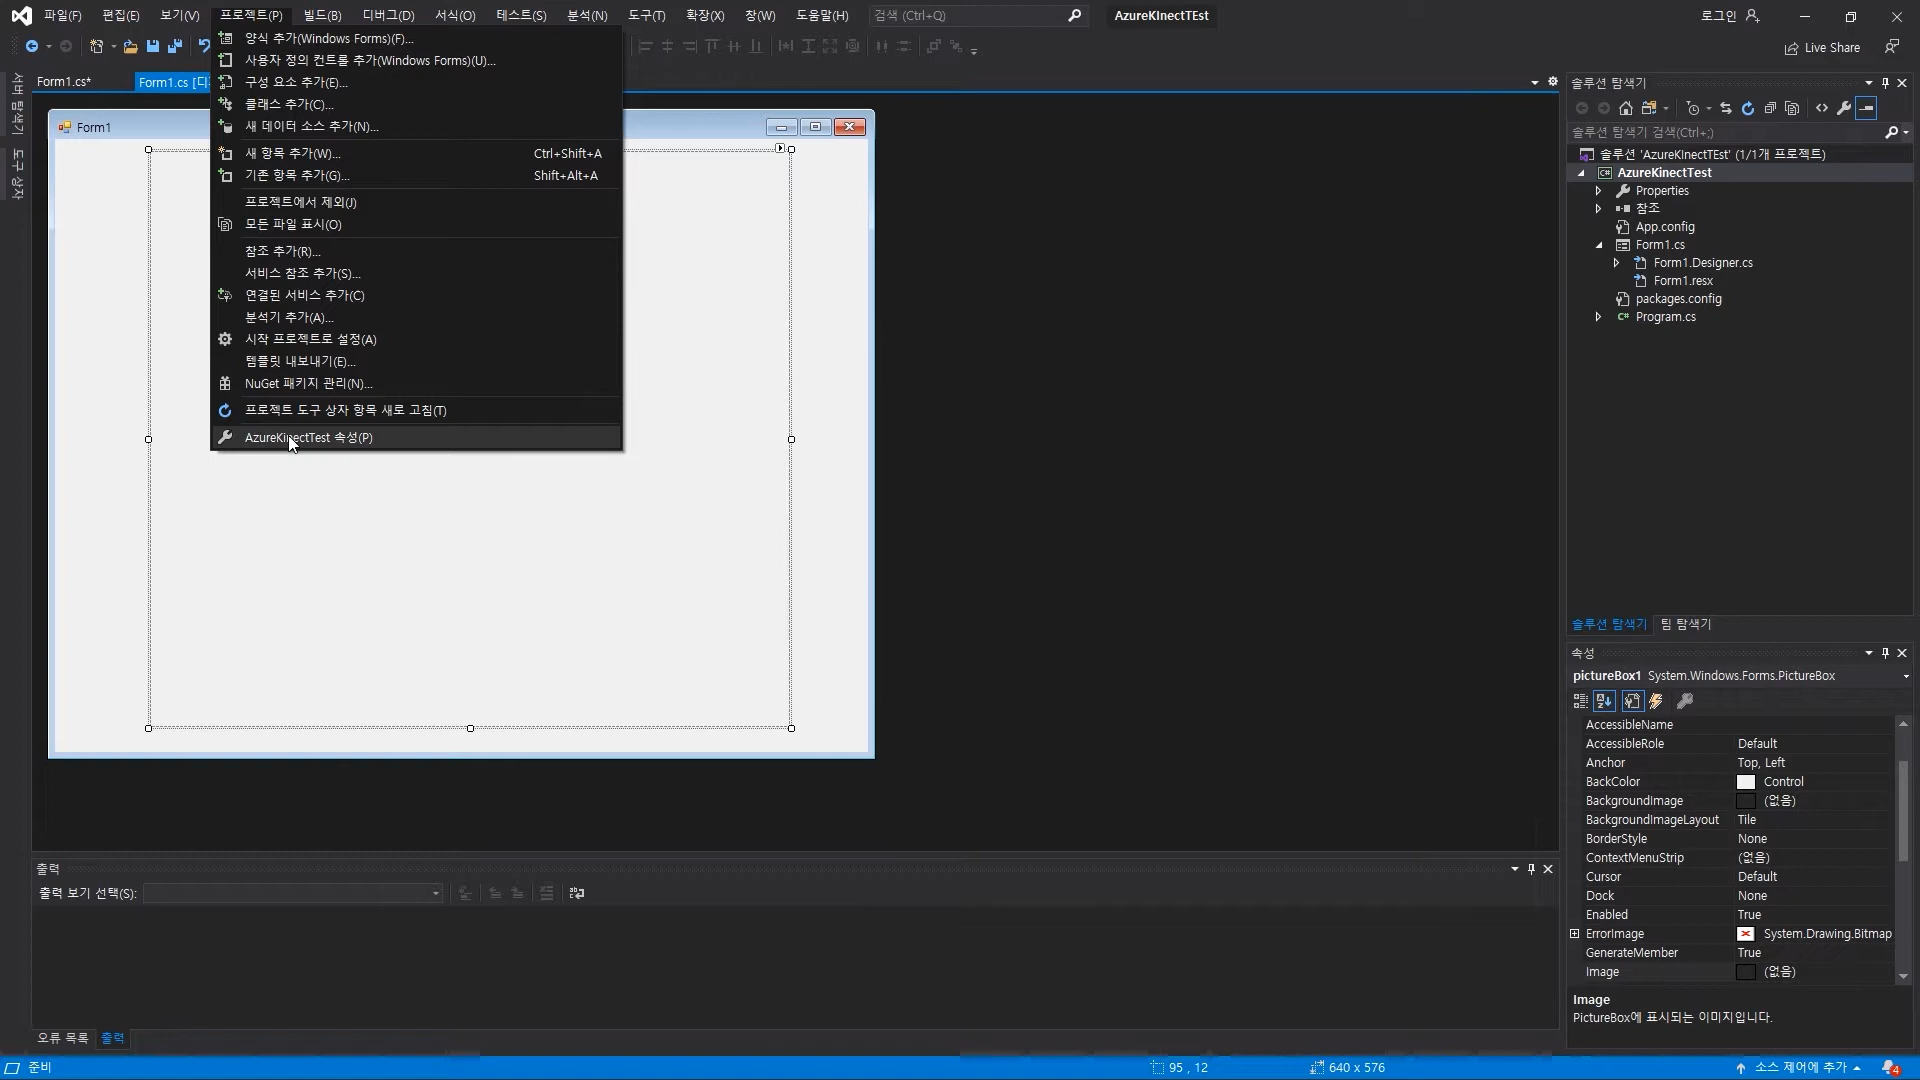 파일(F) 편집(E) 보기(V) 프로젝트(P) 빌드(B) 디버그(D) 서식(O) 테스트(S) 분석(N) 도구(T) 확장(X) 창(W) 도움말(H) 검색 (Ctrl+Q) AzureKInectTEst 로그인
Live Share
서버 탐색기
도구 상자
Form1.cs*
Form1.cs [디
Form1
양식 추가(Windows Forms)(F)...
사용자 정의 컨트롤 추가(Windows Forms)(U)...
구성 요소 추가(E)...
클래스 추가(C)...
새 데이터 소스 추가(N)...
새 항목 추가(W)... Ctrl+Shift+A
기존 항목 추가(G)... Shift+Alt+A
프로젝트에서 제외(J)
모든 파일 표시(O)
참조 추가(R)...
서비스 참조 추가(S)...
연결된 서비스 추가(C)
분석기 추가(A)...
시작 프로젝트로 설정(A)
템플릿 내보내기(E)...
NuGet 패키지 관리(N)...
프로젝트 도구 상자 항목 새로 고침(T)
AzureKinectTest 속성(P)
솔루션 탐색기
솔루션 탐색기 검색(Ctrl+;)
솔루션 'AzureKInectTEst' (1/1개 프로젝트)
AzureKinectTest
Properties
참조
App.config
Form1.cs
Form1.Designer.cs
Form1.resx
packages.config
Program.cs
솔루션 탐색기 팀 탐색기
속성
pictureBox1 System.Windows.Forms.PictureBox
AccessibleName
AccessibleRole Default
Anchor Top, Left
BackColor Control
BackgroundImage (없음)
BackgroundImageLayout Tile
BorderStyle None
ContextMenuStrip (없음)
Cursor Default
Dock None
Enabled True
ErrorImage System.Drawing.Bitmap
GenerateMember True
Image (없음)
Image
PictureBox에 표시되는 이미지입니다.
출력
출력 보기 선택(S):
오류 목록 출력
준비 95 , 12 640 x 576 소스 제어에 추가 4